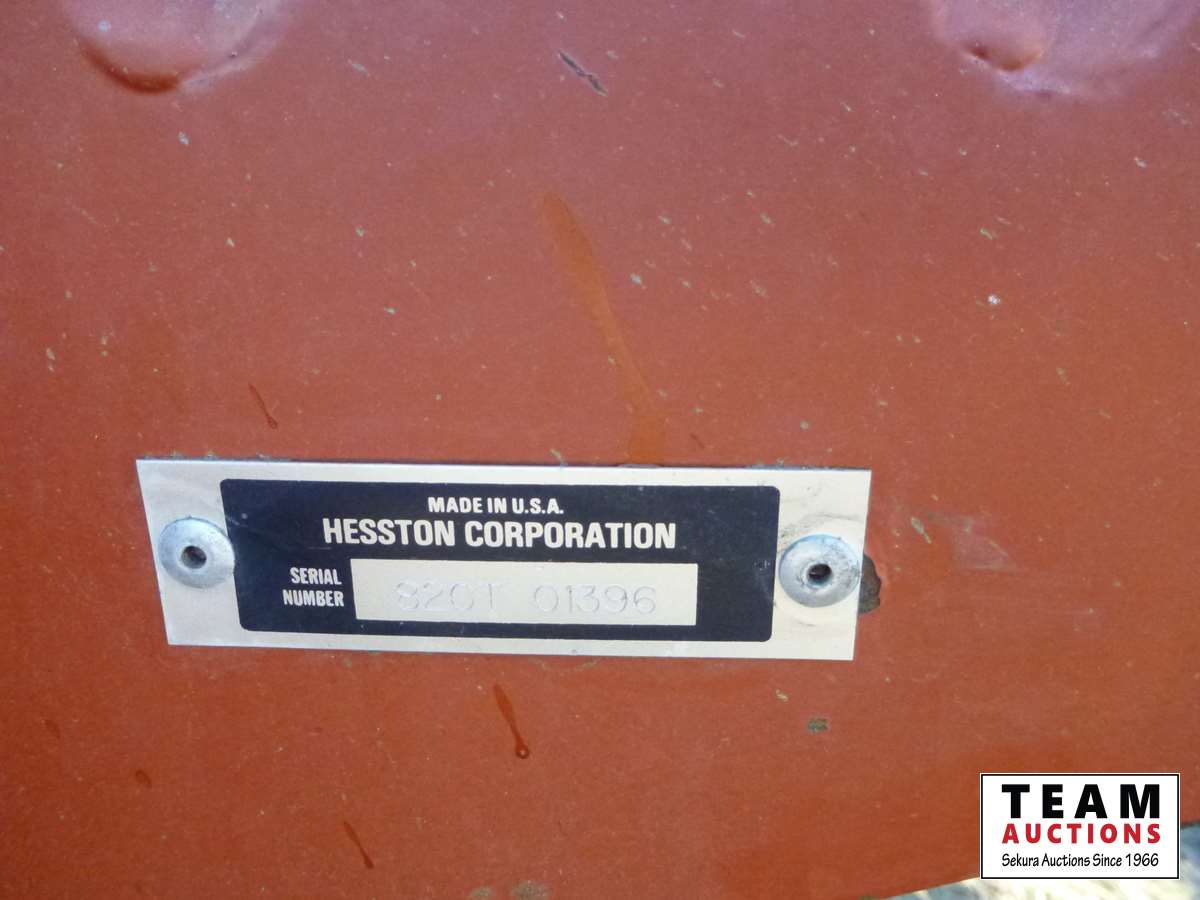 MADE IN U.S.A.
HESSTON CORPORATION
SERIAL NUMBER
820T 01396
TEAM
AUCTIONS
Sekura Auctions Since 1966